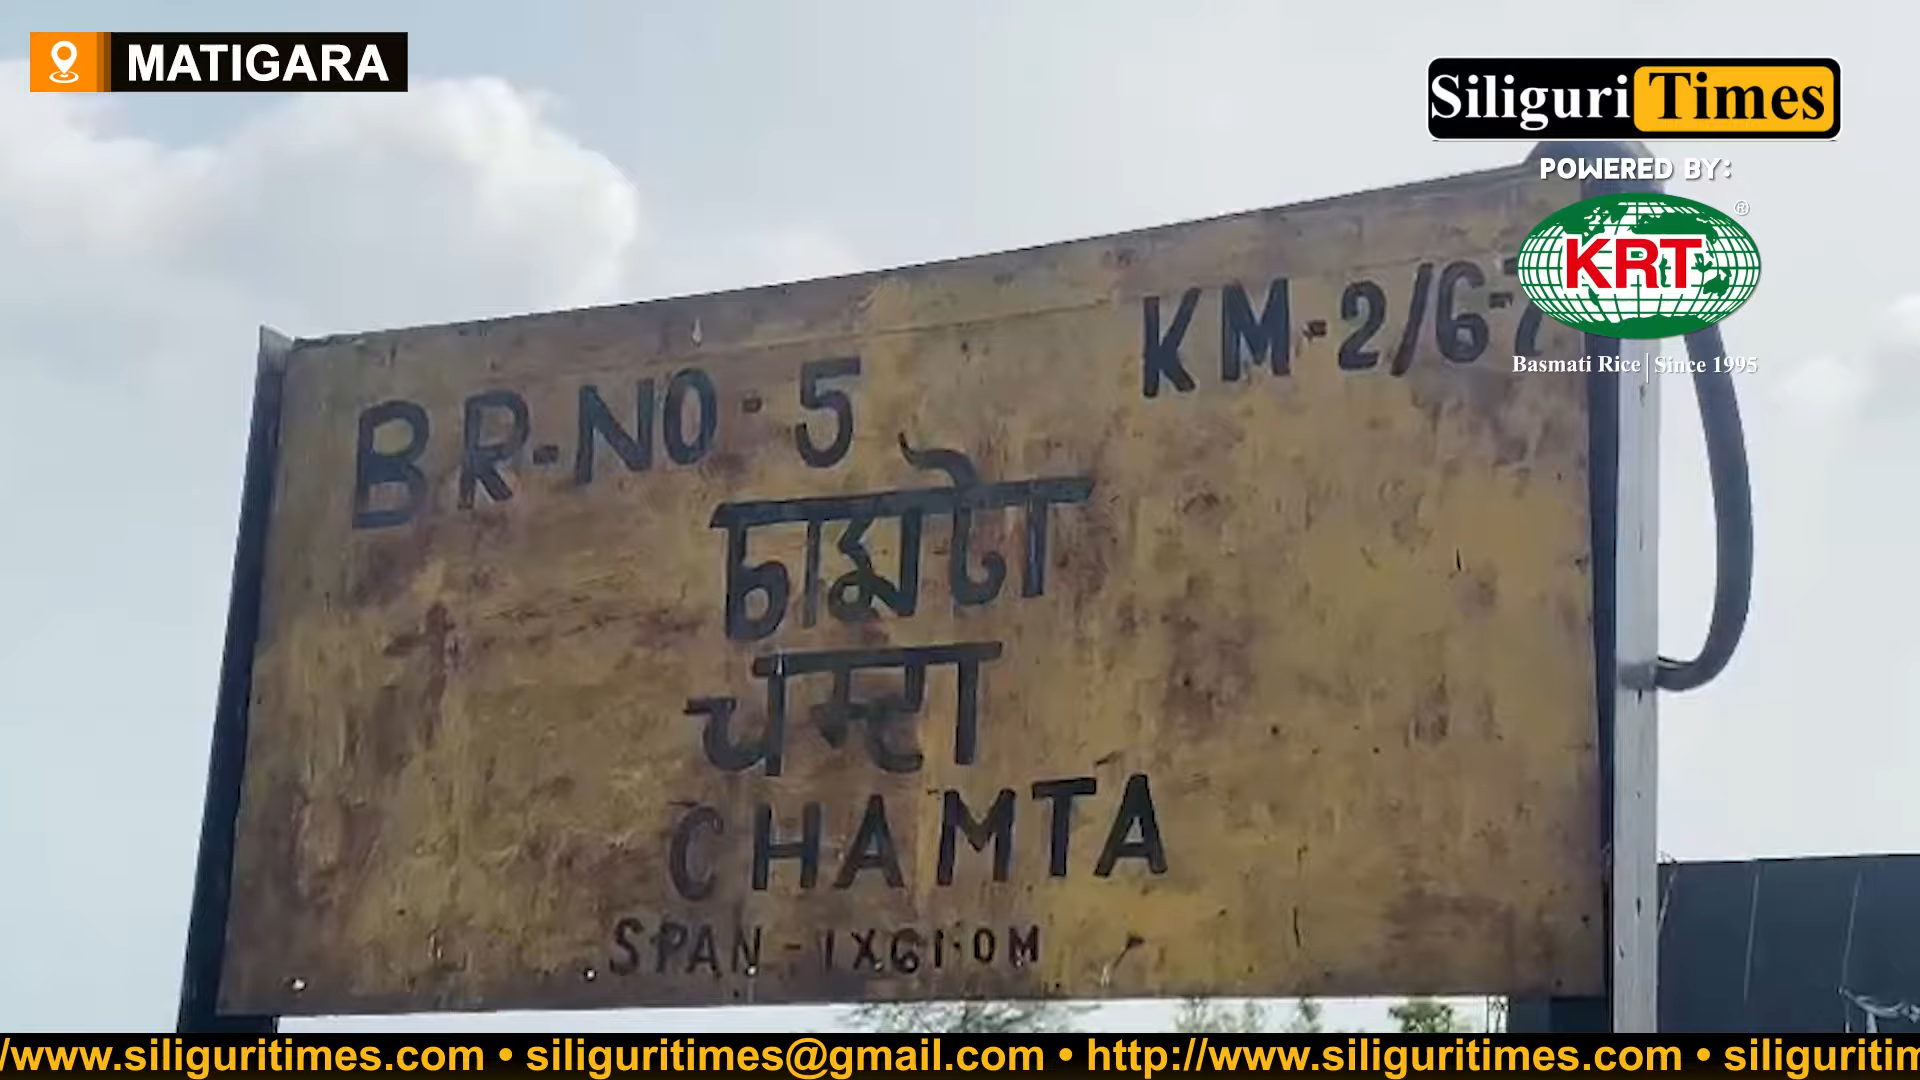 MATIGARA
Siliguri Times
POWERED BY:
KRT
®
Basmati Rice | Since 1995
BR-NO-5
KM-2/6-7
চামটা
चाम्टा
CHAMTA
SPAN-1X61.0M
/www.siliguritimes.com • siliguritimes@gmail.com • http://www.siliguritimes.com • siliguritim